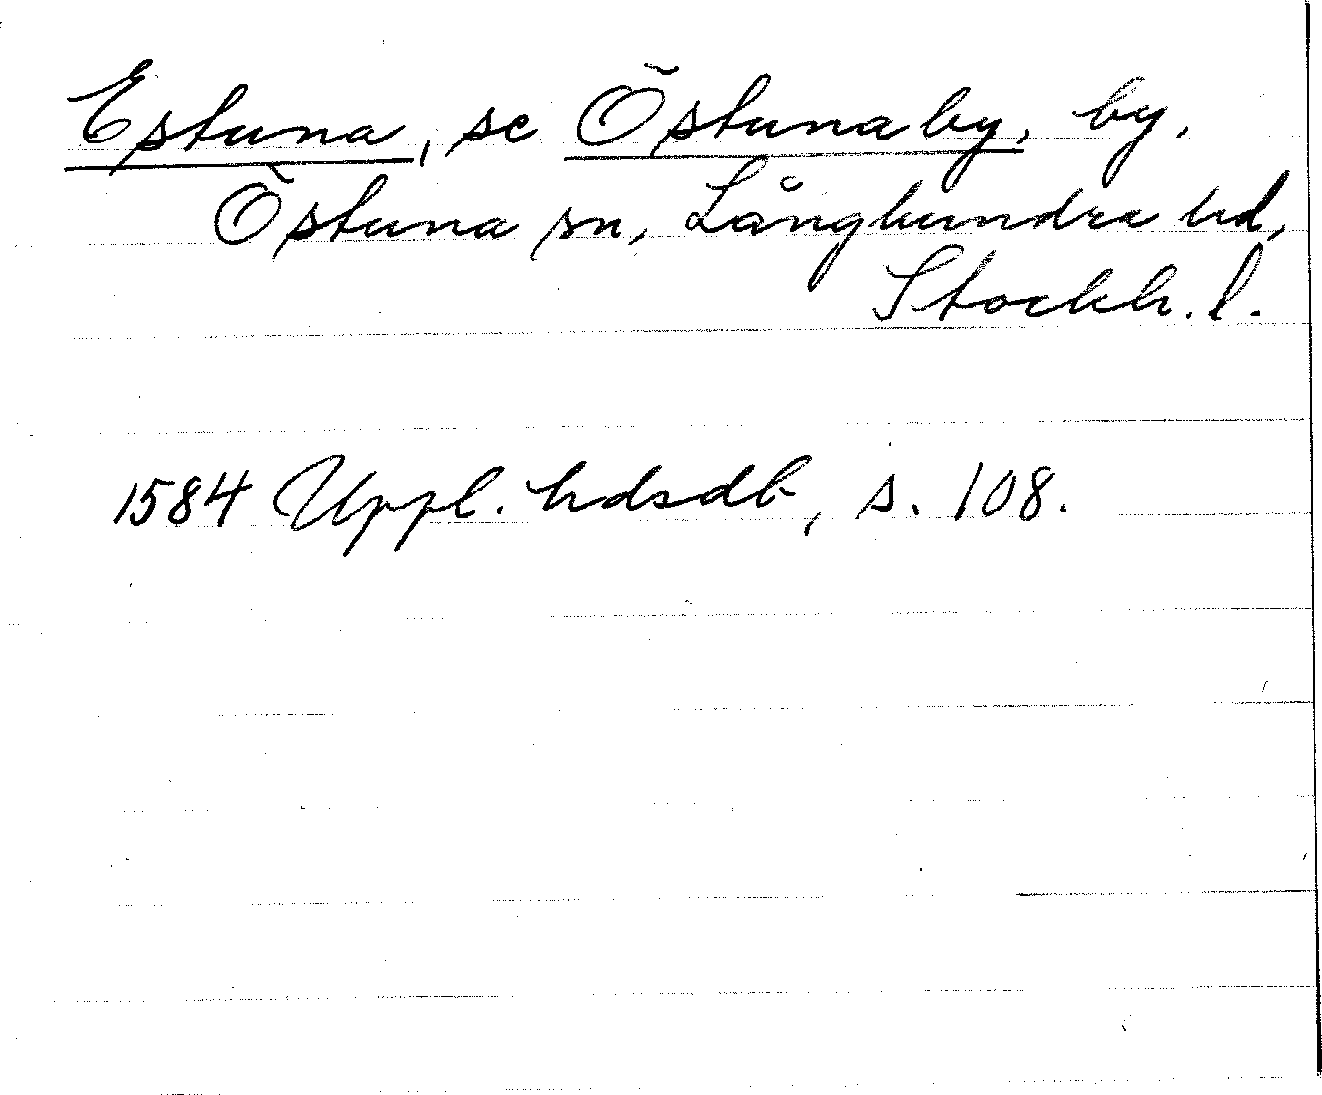 Estuna, se Östunaby, by.
Östuna sn, Långhundra hd,
Stockh. l.
1584 Uppl. hdsdb, s. 108.